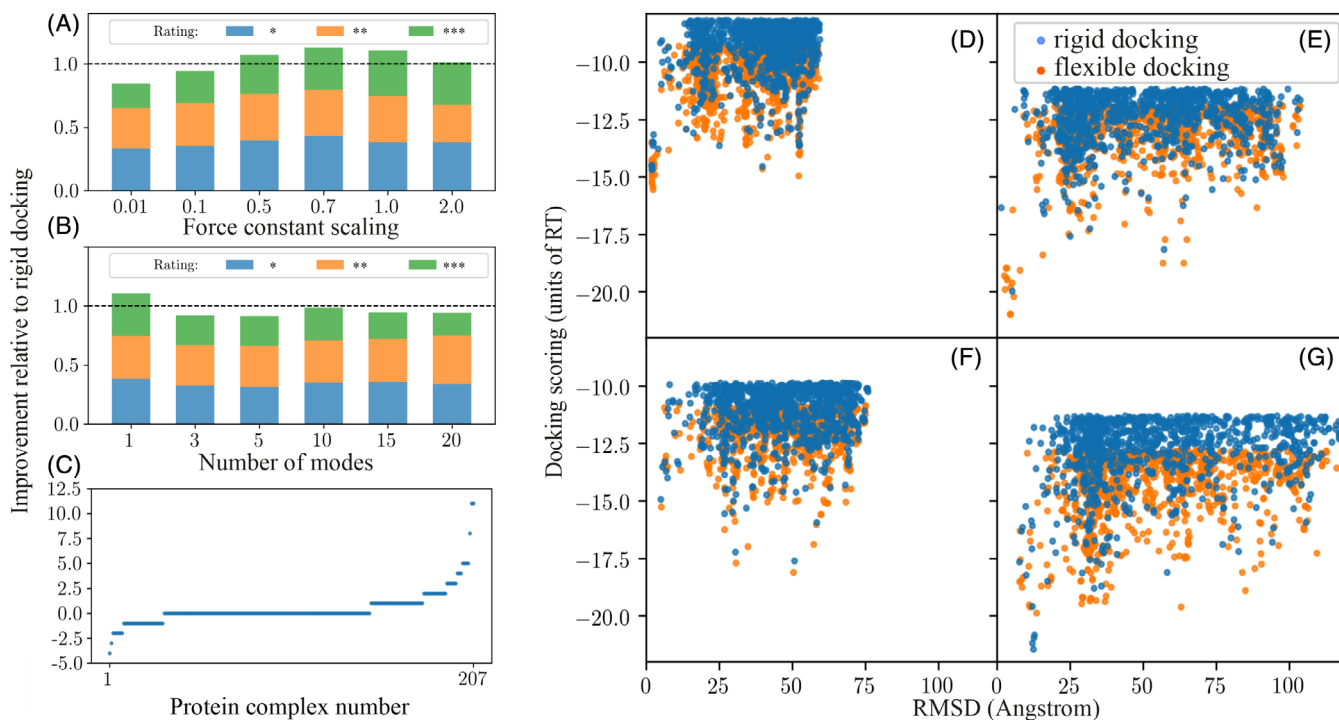 Improvement relative to rigid docking
(A)
Rating: * ** ***
1.0
0.5
0.0
0.01 0.1 0.5 0.7 1.0 2.0
Force constant scaling
(B)
Rating: * ** ***
1.0
0.5
0.0
1 3 5 10 15 20
Number of modes
(C)
12.5
10.0
7.5
5.0
2.5
0.0
−2.5
−5.0
1 207
Protein complex number
Docking scoring (units of RT)
(D)
−10.0
−12.5
−15.0
−17.5
−20.0
(E)
rigid docking
flexible docking
(F)
−10.0
−12.5
−15.0
−17.5
−20.0
(G)
0 25 50 75 100 0 25 50 75 100
RMSD (Angstrom)